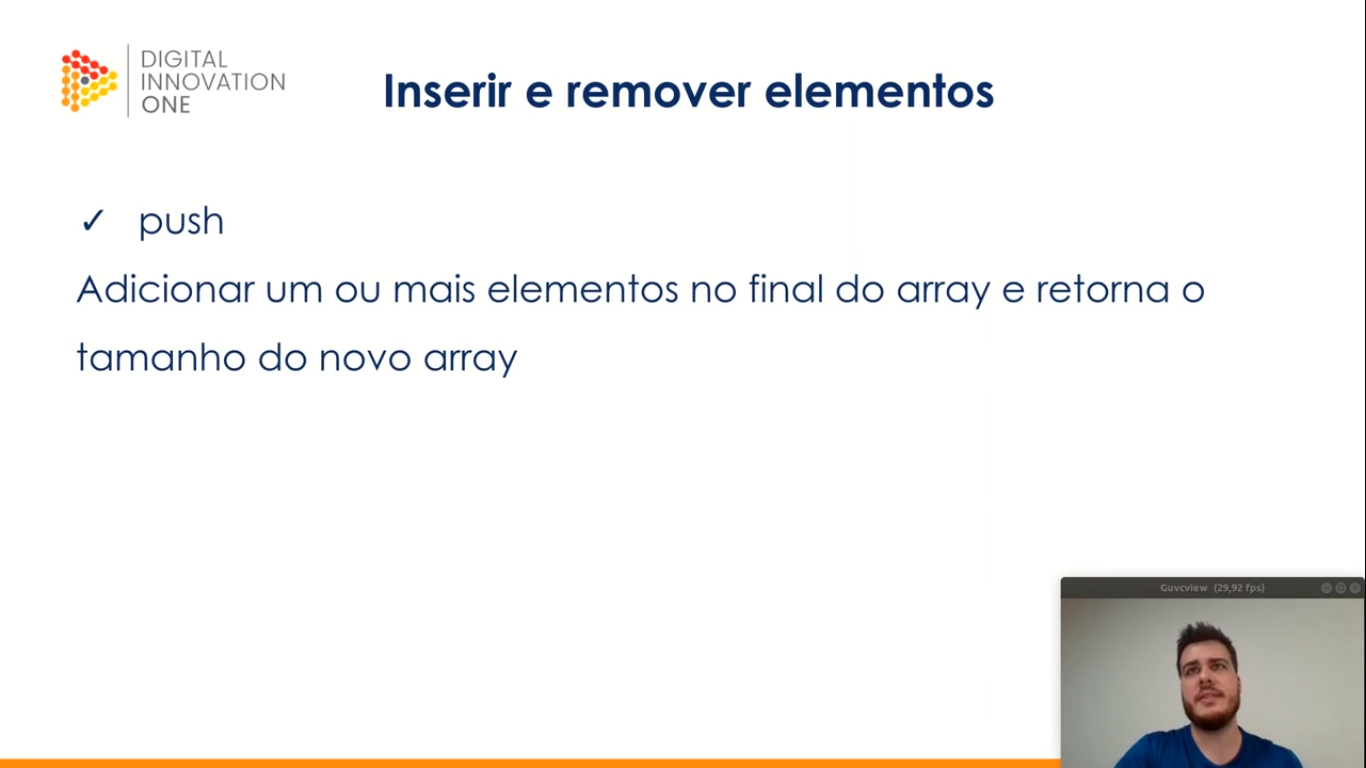 DIGITAL
INNOVATION
ONE
Inserir e remover elementos
✓ push
Adicionar um ou mais elementos no final do array e retorna o
tamanho do novo array
Guvcview (29,92 fps)